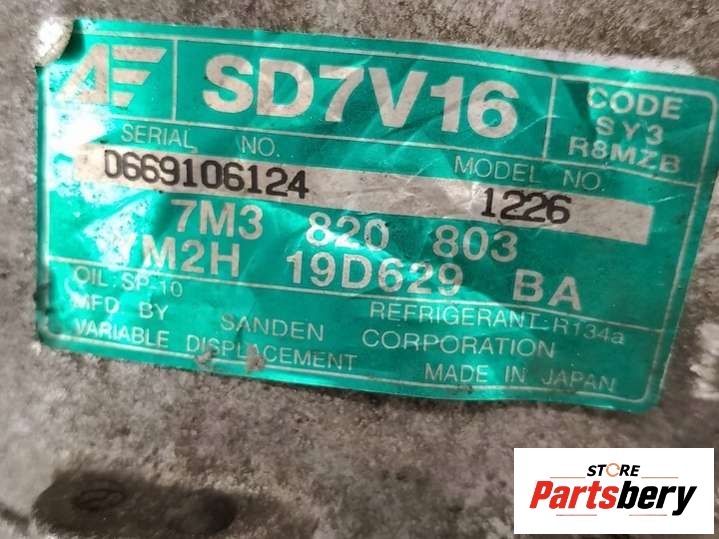 SD7V16
CODE
SY3
R8MZB
SERIAL NO.
MODEL NO.
0669106124
1226
7M3 820 803
YM2H 19D629 BA
OIL: SP-10
REFRIGERANT: R134a
MFD BY SANDEN CORPORATION
VARIABLE DISPLACEMENT
MADE IN JAPAN
STORE
Partsbery